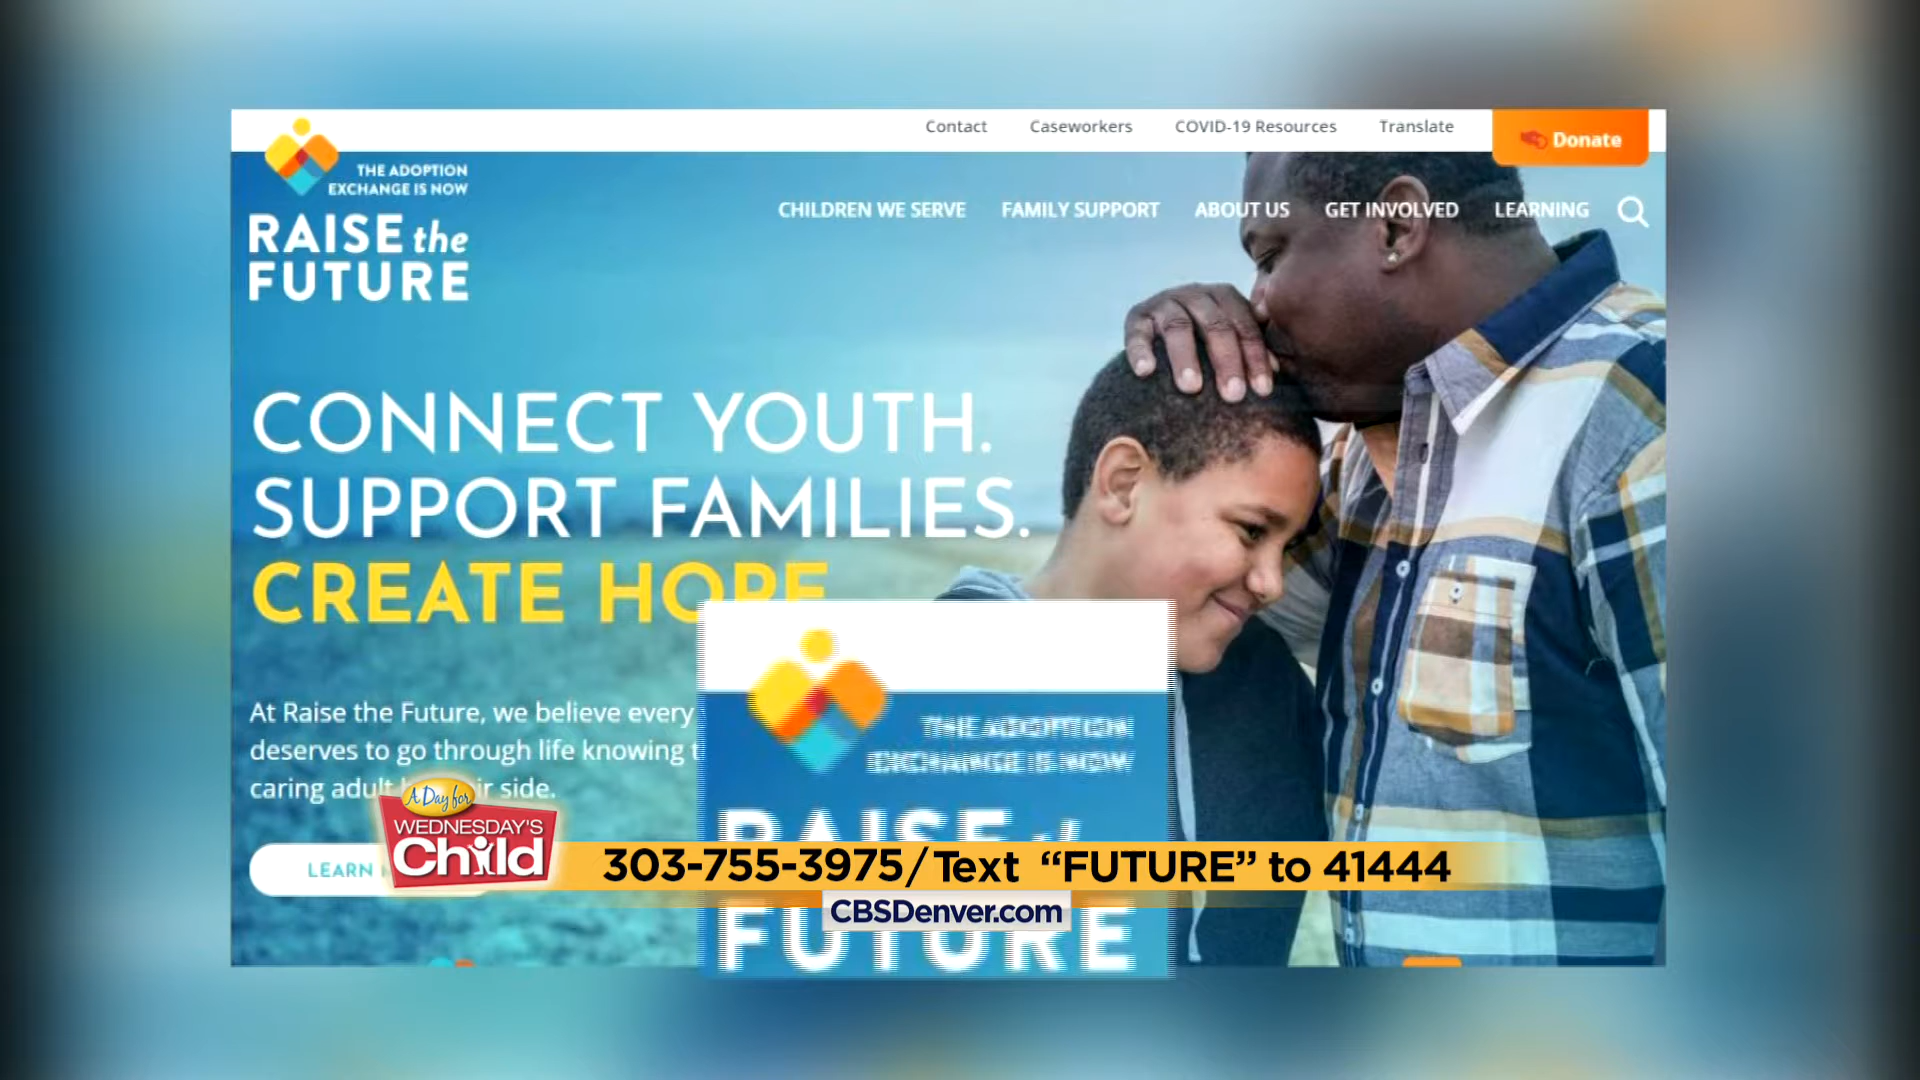 Contact Caseworkers COVID-19 Resources Translate Donate
THE ADOPTION
EXCHANGE IS NOW
RAISE the
FUTURE
CHILDREN WE SERVE FAMILY SUPPORT ABOUT US GET INVOLVED LEARNING
CONNECT YOUTH.
SUPPORT FAMILIES.
CREATE HOPE
At Raise the Future, we believe every
deserves to go through life knowing
caring adult side.
LEARN
THE ADOPTION
EXCHANGE IS NOW
RAISE the
FUTURE
A Day for
WEDNESDAY'S
Child
303-755-3975/Text “FUTURE” to 41444
CBSDenver.com